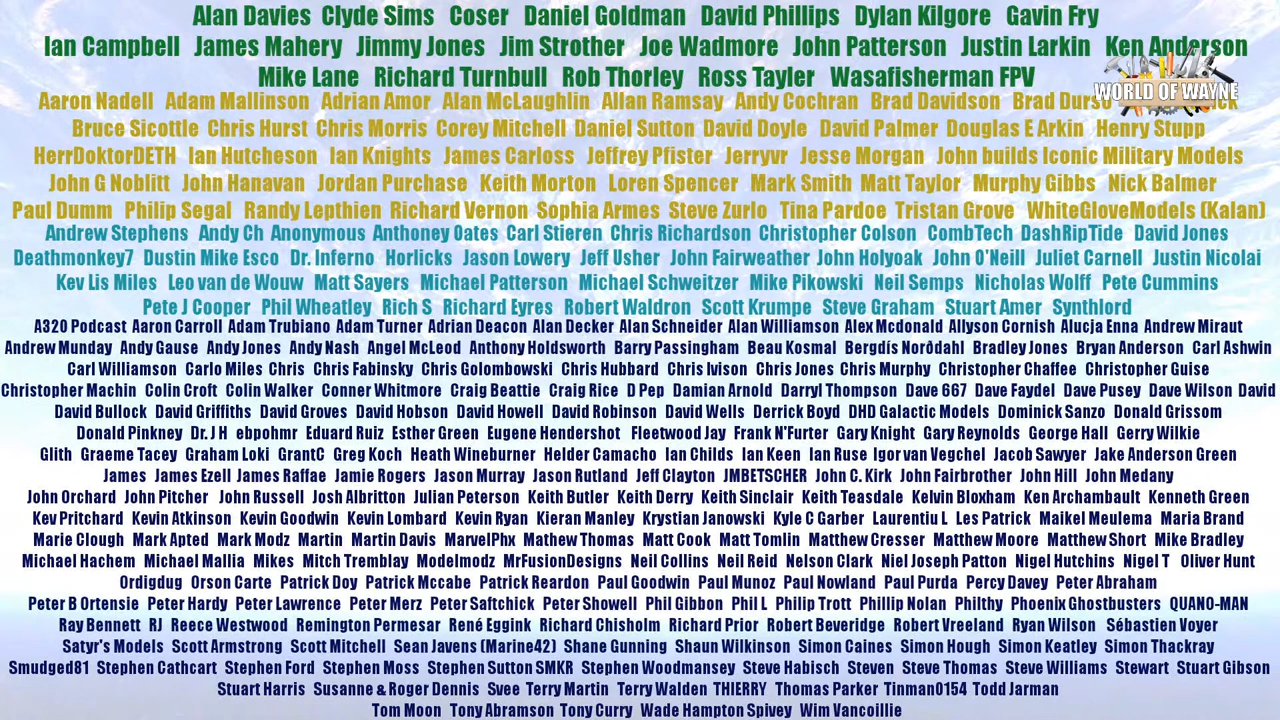 Alan Davies Clyde Sims Coser Daniel Goldman David Phillips Dylan Kilgore Gavin Fry
Ian Campbell James Mahery Jimmy Jones Jim Strother Joe Wadmore John Patterson Justin Larkin Ken Anderson
Mike Lane Richard Turnbull Rob Thorley Ross Tayler Wasafisherman FPV
WORLD OF WAYNE
Aaron Nadell Adam Mallinson Adrian Amor Alan McLaughlin Allan Ramsay Andy Cochran Brad Davidson Brad
Bruce Sicottle Chris Hurst Chris Morris Corey Mitchell Daniel Sutton David Doyle David Palmer Douglas E Arkin Henry Stupp
HerrDoktorDETH Ian Hutcheson Ian Knights James Carloss Jeffrey Pfister Jerryvr Jesse Morgan John builds Iconic Military Models
John G Noblitt John Hanavan Jordan Purchase Keith Morton Loren Spencer Mark Smith Matt Taylor Murphy Gibbs Nick Balmer
Paul Dumm Philip Segal Randy Lepthien Richard Vernon Sophia Armes Steve Zurlo Tina Pardoe Tristan Grove WhiteGloveModels (Kalan)
Andrew Stephens Andy Ch Anonymous Anthoney Oates Carl Stieren Chris Richardson Christopher Colson CombTech DashRipTide David Jones
Deathmonkey7 Dustin Mike Esco Dr. Inferno Horlicks Jason Lowery Jeff Usher John Fairweather John Holyoak John O'Neill Juliet Carnell Justin Nicolai
Kev Lis Miles Leo van de Wouw Matt Sayers Michael Patterson Michael Schweitzer Mike Pikowski Neil Semps Nicholas Wolff Pete Cummins
Pete J Cooper Phil Wheatley Rich S Richard Eyres Robert Waldron Scott Krumpe Steve Graham Stuart Amer Synthlord
A320 Podcast Aaron Carroll Adam Trubiano Adam Turner Adrian Deacon Alan Decker Alan Schneider Alan Williamson Alex Mcdonald Allyson Cornish Alucja Enna Andrew Miraut
Andrew Munday Andy Gause Andy Jones Andy Nash Angel McLeod Anthony Holdsworth Barry Passingham Beau Kosmal Bergdís Norðdahl Bradley Jones Bryan Anderson Carl Ashwin
Carl Williamson Carlo Miles Chris Chris Fabinsky Chris Golombowski Chris Hubbard Chris Ivison Chris Jones Chris Murphy Christopher Chaffee Christopher Guise
Christopher Machin Colin Croft Colin Walker Conner Whitmore Craig Beattie Craig Rice D Pep Damian Arnold Darryl Thompson Dave 667 Dave Faydel Dave Pusey Dave Wilson David
David Bullock David Griffiths David Groves David Hobson David Howell David Robinson David Wells Derrick Boyd DHD Galactic Models Dominick Sanzo Donald Grissom
Donald Pinkney Dr. J H ebpohmr Eduard Ruiz Esther Green Eugene Hendershot Fleetwood Jay Frank N'Furter Gary Knight Gary Reynolds George Hall Gerry Wilkie
Glith Graeme Tacey Graham Loki GrantC Greg Koch Heath Wineburner Helder Camacho Ian Childs Ian Keen Ian Ruse Igor van Vegchel Jacob Sawyer Jake Anderson Green
James James Ezell James Raffae Jamie Rogers Jason Murray Jason Rutland Jeff Clayton JMBETSCHER John C. Kirk John Fairbrother John Hill John Medany
John Orchard John Pitcher John Russell Josh Albritton Julian Peterson Keith Butler Keith Derry Keith Sinclair Keith Teasdale Kelvin Bloxham Ken Archambault Kenneth Green
Kev Pritchard Kevin Atkinson Kevin Goodwin Kevin Lombard Kevin Ryan Kieran Manley Krystian Janowski Kyle C Garber Laurentiu L Les Patrick Maikel Meulema Maria Brand
Marie Clough Mark Apted Mark Modz Martin Martin Davis MarvelPhx Mathew Thomas Matt Cook Matt Tomlin Matthew Cresser Matthew Moore Matthew Short Mike Bradley
Michael Hachem Michael Mallia Mikes Mitch Tremblay Modelmodz MrFusionDesigns Neil Collins Neil Reid Nelson Clark Niel Joseph Patton Nigel Hutchins Nigel T Oliver Hunt
Ordigdug Orson Carte Patrick Doy Patrick Mccabe Patrick Reardon Paul Goodwin Paul Munoz Paul Nowland Paul Purda Percy Davey Peter Abraham
Peter B Ortensie Peter Hardy Peter Lawrence Peter Merz Peter Saftchick Peter Showell Phil Gibbon Phil L Philip Trott Phillip Nolan Philthy Phoenix Ghostbusters QUANO-MAN
Ray Bennett RJ Reece Westwood Remington Permesar René Eggink Richard Chisholm Richard Prior Robert Beveridge Robert Vreeland Ryan Wilson Sébastien Voyer
Satyr's Models Scott Armstrong Scott Mitchell Sean Javens (Marine42) Shane Gunning Shaun Wilkinson Simon Caines Simon Hough Simon Keatley Simon Thackray
Smudged81 Stephen Cathcart Stephen Ford Stephen Moss Stephen Sutton SMKR Stephen Woodmansey Steve Habisch Steven Steve Thomas Steve Williams Stewart Stuart Gibson
Stuart Harris Susanne & Roger Dennis Svee Terry Martin Terry Walden THIERRY Thomas Parker Tinman0154 Todd Jarman
Tom Moon Tony Abramson Tony Curry Wade Hampton Spivey Wim Vancoillie